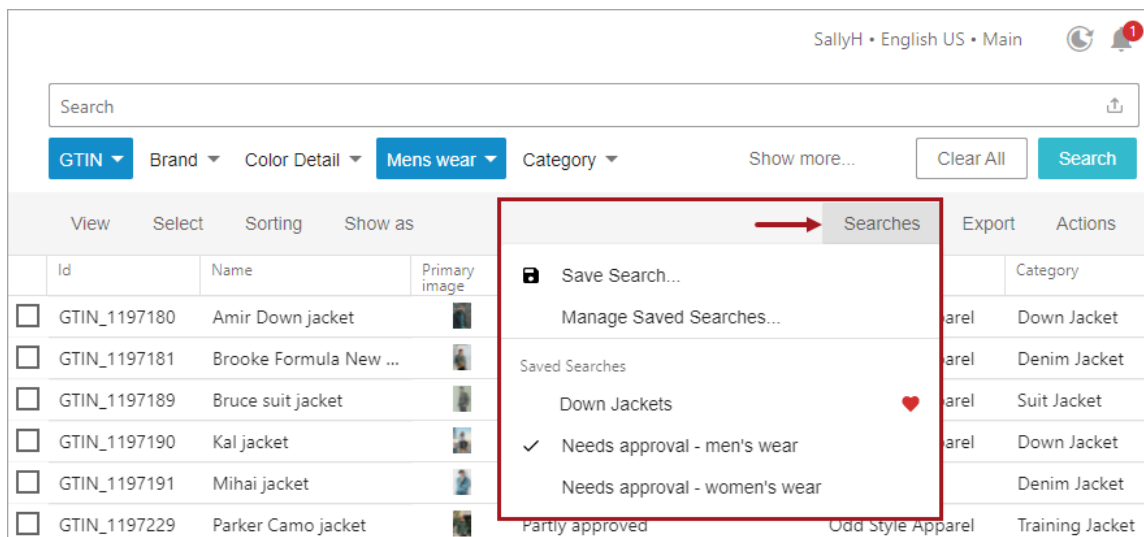 SallyH • English US • Main 1
Search
GTIN Brand Color Detail Mens wear Category Show more... Clear All Search
View Select Sorting Show as Searches Export Actions
Id Name Primary image Category
Save Search...
GTIN_1197180 Amir Down jacket arel Down Jacket
Manage Saved Searches...
GTIN_1197181 Brooke Formula New ... arel Denim Jacket
Saved Searches
GTIN_1197189 Bruce suit jacket Down Jackets arel Suit Jacket
GTIN_1197190 Kal jacket Needs approval - men's wear arel Down Jacket
GTIN_1197191 Mihai jacket Needs approval - women's wear Denim Jacket
GTIN_1197229 Parker Camo jacket Partly approved Odd Style Apparel Training Jacket